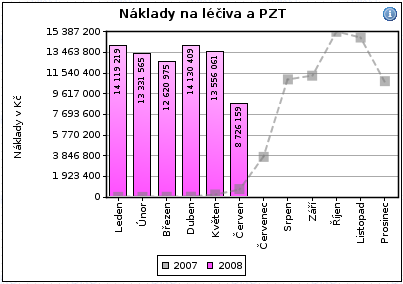 Náklady na léčiva a PZT
Náklady v Kč
15 387 200
13 463 800
11 540 400
9 617 000
7 693 600
5 770 200
3 846 800
1 923 400
0
14 119 219
13 331 565
12 620 975
14 130 409
13 556 061
8 726 159
Leden
Únor
Březen
Duben
Květen
Červen
Červenec
Srpen
Září
Říjen
Listopad
Prosinec
2007
2008